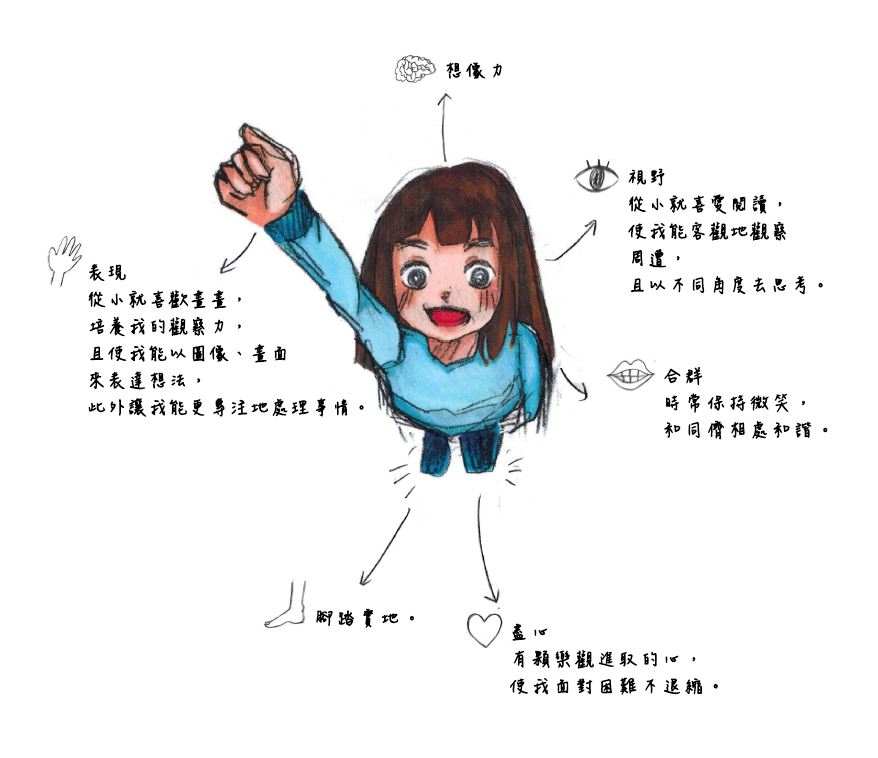 想像力
視野
從小就喜愛閱讀，
使我能客觀地觀察
周遭，
且以不同角度去思考。
表現
從小就喜歡畫畫，
培養我的觀察力，
且使我能以圖像、畫面
來表達想法，
此外讓我能更專注地處理事情。
合群
時常保持微笑，
和同儕相處和諧。
腳踏實地。
盡心
有顆樂觀進取的心，
使我面對困難不退縮。